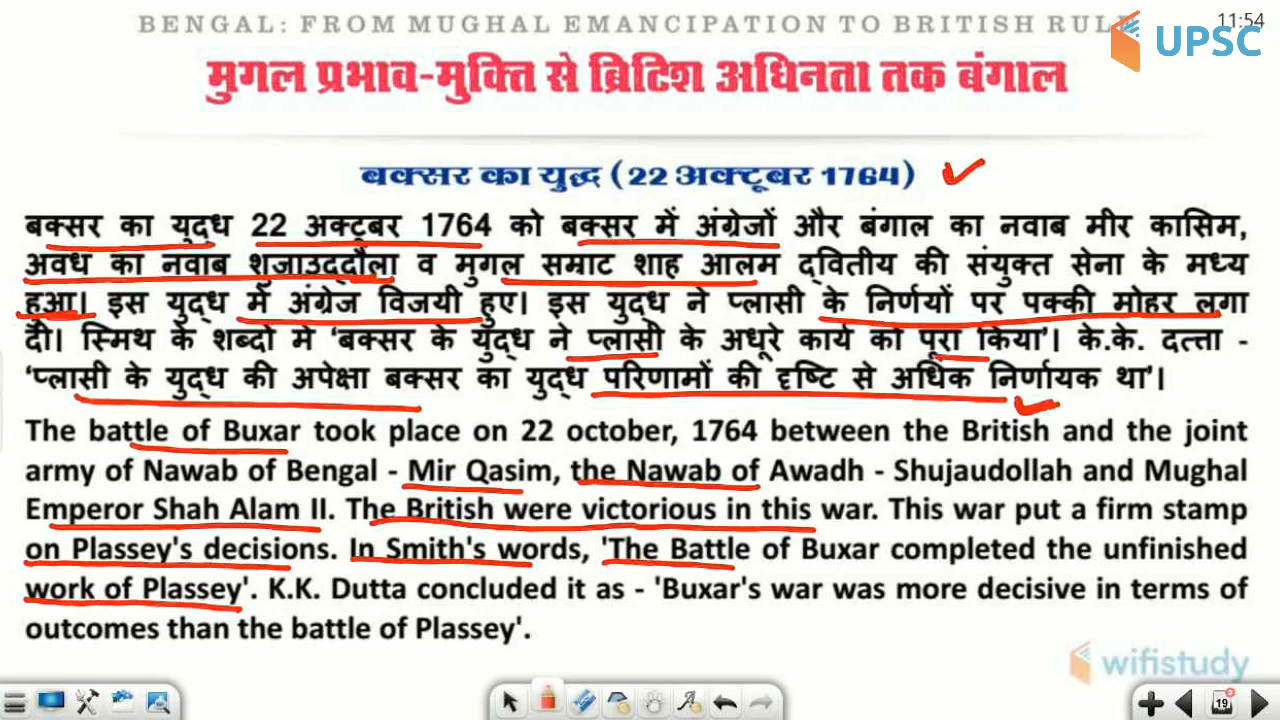 BENGAL: FROM MUGHAL EMANCIPATION TO BRITISH RULE
11:54
UPSC
मुगल प्रभाव-मुक्ति से ब्रिटिश अधिनता तक बंगाल
बक्सर का युद्ध (22 अक्टूबर 1764)
बक्सर का युद्ध 22 अक्टूबर 1764 को बक्सर में अंग्रेजों और बंगाल का नवाब मीर कासिम,
अवध का नवाब शुजाउद्दौला व मुगल सम्राट शाह आलम द्वितीय की संयुक्त सेना के मध्य
हुआ। इस युद्ध में अंग्रेज विजयी हुए। इस युद्ध ने प्लासी के निर्णयों पर पक्की मोहर लगा
दी। स्मिथ के शब्दों में 'बक्सर के युद्ध ने प्लासी के अधूरे कार्य को पूरा किया'। के.के. दत्ता -
'प्लासी के युद्ध की अपेक्षा बक्सर का युद्ध परिणामों की दृष्टि से अधिक निर्णायक था'।
The battle of Buxar took place on 22 october, 1764 between the British and the joint
army of Nawab of Bengal - Mir Qasim, the Nawab of Awadh - Shujaudollah and Mughal
Emperor Shah Alam II. The British were victorious in this war. This war put a firm stamp
on Plassey's decisions. In Smith's words, 'The Battle of Buxar completed the unfinished
work of Plassey'. K.K. Dutta concluded it as - 'Buxar's war was more decisive in terms of
outcomes than the battle of Plassey'.
wifistudy
19